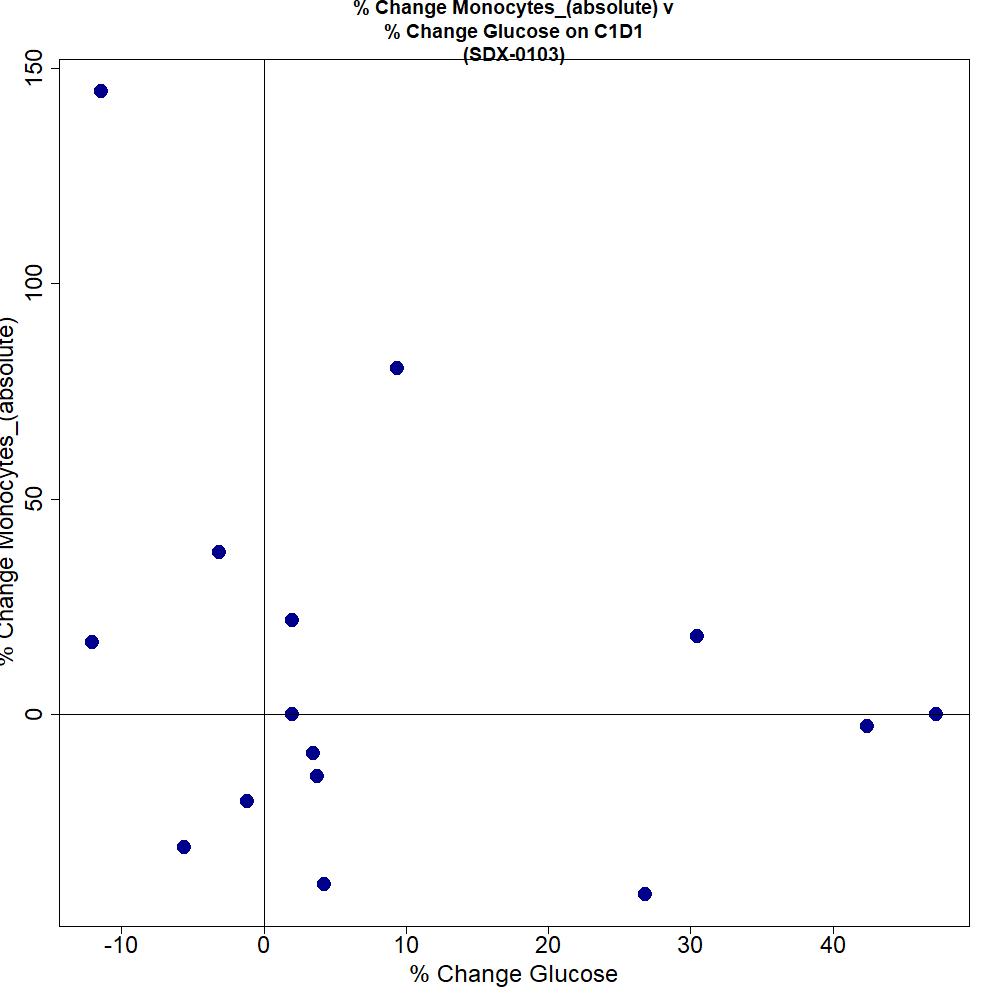 % Change Monocytes_(absolute) v
% Change Glucose on C1D1
(SDX-0103)
150
100
50
0
% Change Monocytes_(absolute)
-10
0
10
20
30
40
% Change Glucose